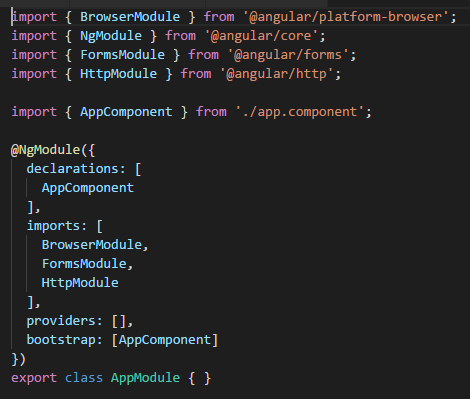 import { BrowserModule } from '@angular/platform-browser';
import { NgModule } from '@angular/core';
import { FormsModule } from '@angular/forms';
import { HttpModule } from '@angular/http';

import { AppComponent } from './app.component';

@NgModule({
  declarations: [
    AppComponent
  ],
  imports: [
    BrowserModule,
    FormsModule,
    HttpModule
  ],
  providers: [],
  bootstrap: [AppComponent]
})
export class AppModule { }